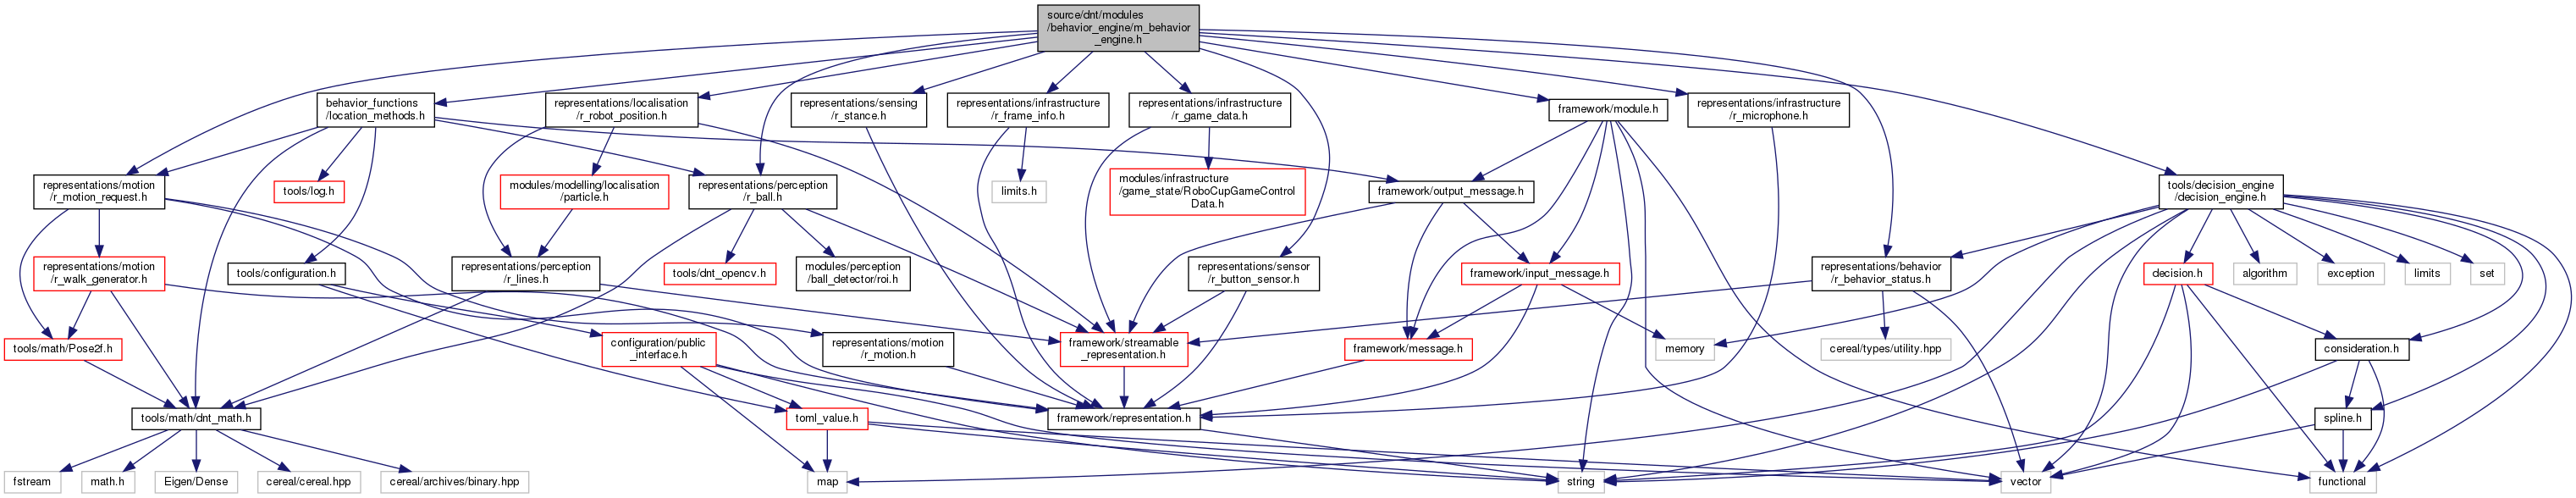 source/dnt/modules
/behavior_engine/m_behavior
_engine.h
behavior_functions
/location_methods.h
representations/localisation
/r_robot_position.h
representations/sensing
/r_stance.h
representations/infrastructure
/r_frame_info.h
representations/infrastructure
/r_game_data.h
framework/module.h
representations/infrastructure
/r_microphone.h
representations/motion
/r_motion_request.h
tools/log.h
modules/modelling/localisation
/particle.h
representations/perception
/r_ball.h
limits.h
modules/infrastructure
/game_state/RoboCupGameControl
Data.h
framework/output_message.h
tools/decision_engine
/decision_engine.h
representations/motion
/r_walk_generator.h
tools/configuration.h
representations/perception
/r_lines.h
tools/dnt_opencv.h
modules/perception
/ball_detector/roi.h
representations/sensor
/r_button_sensor.h
framework/input_message.h
representations/behavior
/r_behavior_status.h
decision.h
algorithm
exception
limits
set
tools/math/Pose2f.h
configuration/public
_interface.h
representations/motion
/r_motion.h
framework/streamable
_representation.h
framework/message.h
memory
cereal/types/utility.hpp
consideration.h
tools/math/dnt_math.h
toml_value.h
framework/representation.h
spline.h
fstream
math.h
Eigen/Dense
cereal/cereal.hpp
cereal/archives/binary.hpp
map
string
vector
functional